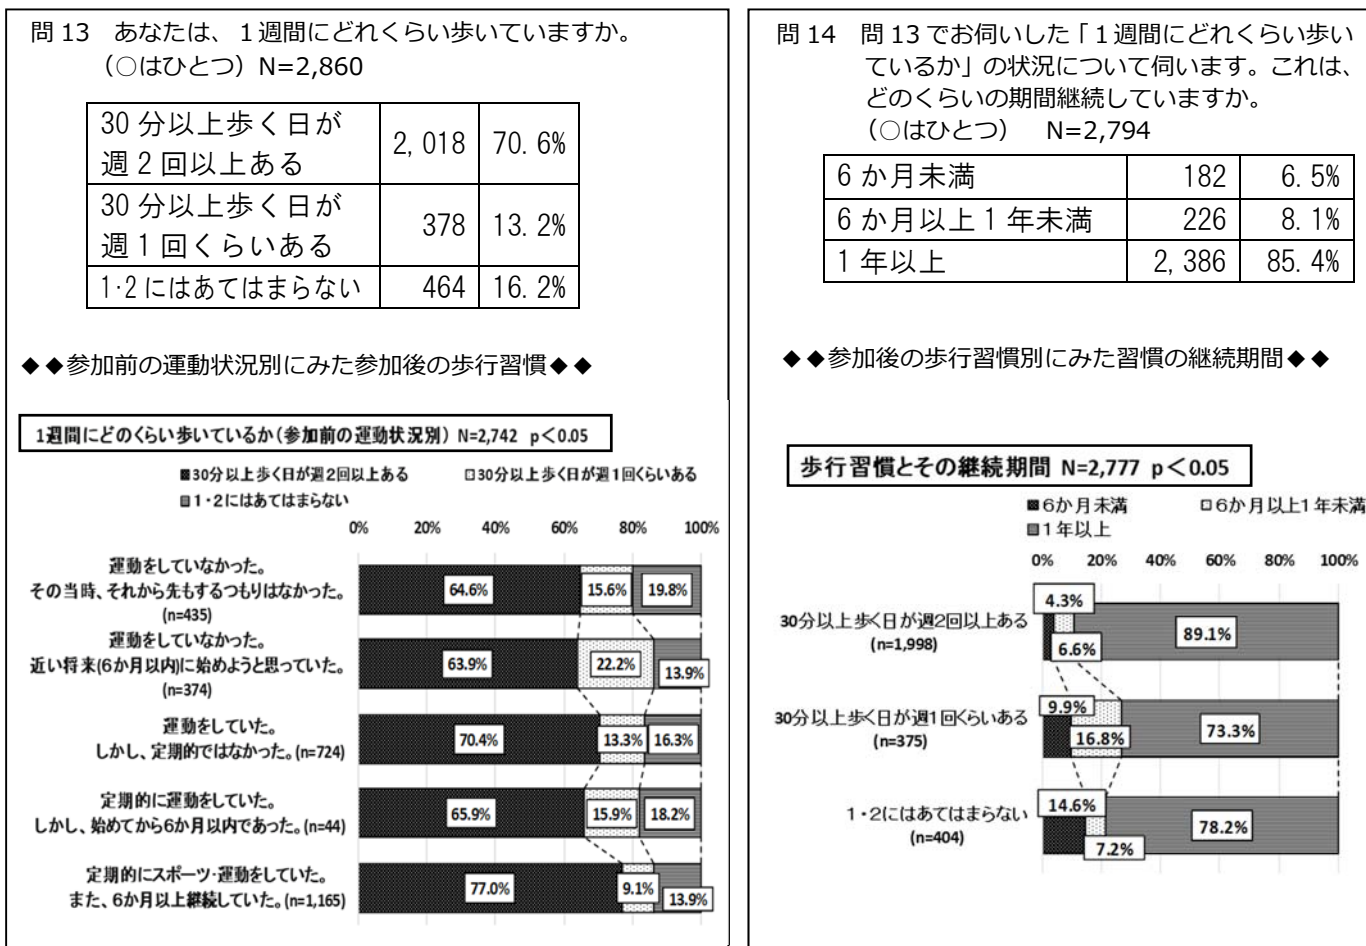 問 13　あなたは、１週間にどれくらい歩いていますか。
（○はひとつ）N=2,860
30 分以上歩く日が
週 2 回以上ある
2,018 70.6%
30 分以上歩く日が
週 1 回くらいある
378 13.2%
1･2 にはあてはまらない 464 16.2%
◆◆参加前の運動状況別にみた参加後の歩行習慣◆◆
1週間にどのくらい歩いているか（参加前の運動状況別） N=2,742 p＜0.05
■30分以上歩く日が週2回以上ある □30分以上歩く日が週1回くらいある
■1・2にはあてはまらない
0% 20% 40% 60% 80% 100%
運動をしていなかった。
その当時、それから先もするつもりはなかった。
(n=435)
64.6% 15.6% 19.8%
運動をしていなかった。
近い将来(6か月以内)に始めようと思っていた。
(n=374)
63.9% 22.2% 13.9%
運動をしていた。
しかし、定期的ではなかった。(n=724)
70.4% 13.3% 16.3%
定期的に運動をしていた。
しかし、始めてから6か月以内であった。(n=44)
65.9% 15.9% 18.2%
定期的にスポーツ・運動をしていた。
また、6か月以上継続していた。(n=1,165)
77.0% 9.1% 13.9%
問 14　問 13 でお伺いした「１週間にどれくらい歩い
ているか」の状況について伺います。これは、
どのくらいの期間継続していますか。
（○はひとつ）　N=2,794
6 か月未満 182 6.5%
6 か月以上 1 年未満 226 8.1%
1 年以上 2,386 85.4%
◆◆参加後の歩行習慣別にみた習慣の継続期間◆◆
歩行習慣とその継続期間 N=2,777 p＜0.05
■6か月未満 □6か月以上1年未満
■1年以上
0% 20% 40% 60% 80% 100%
30分以上歩く日が週2回以上ある
(n=1,998)
4.3% 6.6% 89.1%
30分以上歩く日が週1回くらいある
(n=375)
9.9% 16.8% 73.3%
1・2にはあてはまらない
(n=404)
14.6% 7.2% 78.2%